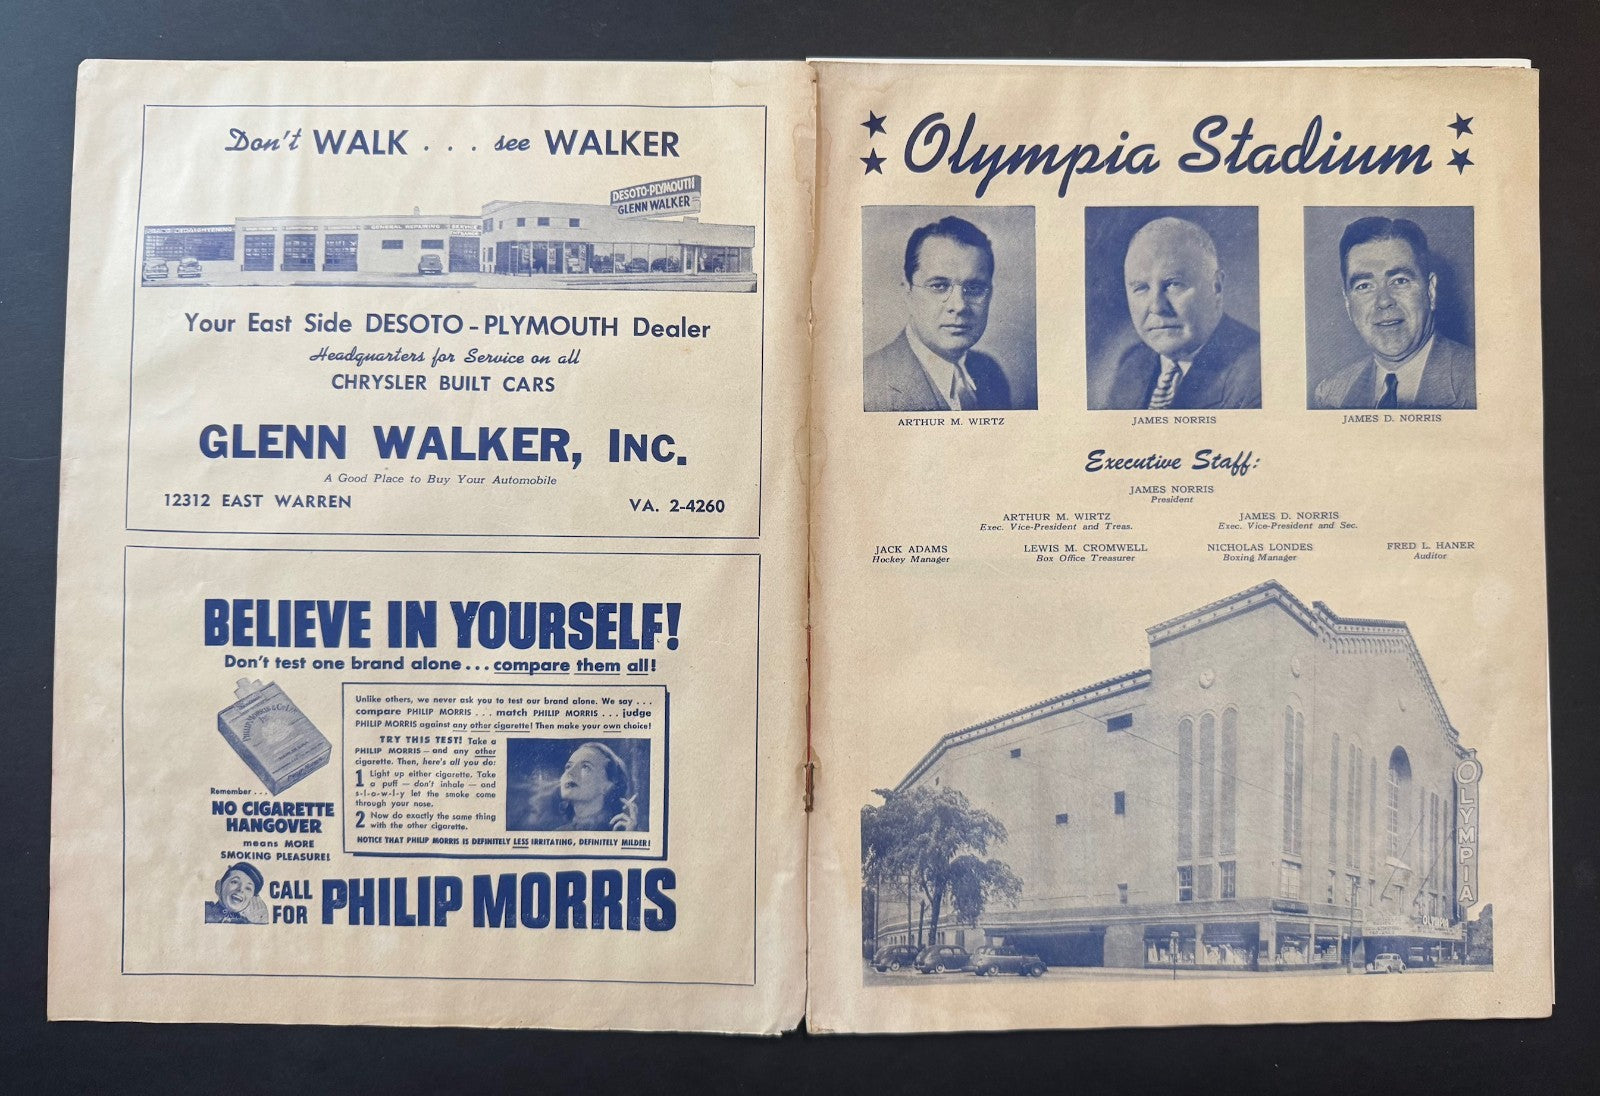 Don't WALK . . . see WALKER
DESOTO-PLYMOUTH
GLENN WALKER
GENERAL REPAIRING
SERVICE
Your East Side DESOTO - PLYMOUTH Dealer
Headquarters for Service on all
CHRYSLER BUILT CARS
GLENN WALKER, INC.
A Good Place to Buy Your Automobile
12312 EAST WARREN
VA. 2-4260
BELIEVE IN YOURSELF!
Don't test one brand alone ... compare them all!
Unlike others, we never ask you to test our brand alone. We say ...
compare PHILIP MORRIS ... match PHILIP MORRIS ... judge
PHILIP MORRIS against any other cigarette! Then make your own choice!
TRY THIS TEST! Take a
PHILIP MORRIS — and any other
cigarette. Then, here's all you do:
1 Light up either cigarette. Take
a puff — don't inhale — and
s-l-o-w-l-y let the smoke come
through your nose.
2 Now do exactly the same thing
with the other cigarette.
NOTICE THAT PHILIP MORRIS IS DEFINITELY LESS IRRITATING, DEFINITELY MILDER!
Remember ...
NO CIGARETTE
HANGOVER
means MORE
SMOKING PLEASURE!
CALL
FOR
PHILIP MORRIS
Olympia Stadium
ARTHUR M. WIRTZ
JAMES NORRIS
JAMES D. NORRIS
Executive Staff:
JAMES NORRIS
President
ARTHUR M. WIRTZ
Exec. Vice-President and Treas.
JAMES D. NORRIS
Exec. Vice-President and Sec.
JACK ADAMS
Hockey Manager
LEWIS M. CROMWELL
Box Office Treasurer
NICHOLAS LONDES
Boxing Manager
FRED L. HANER
Auditor
OLYMPIA
OLYMPIA